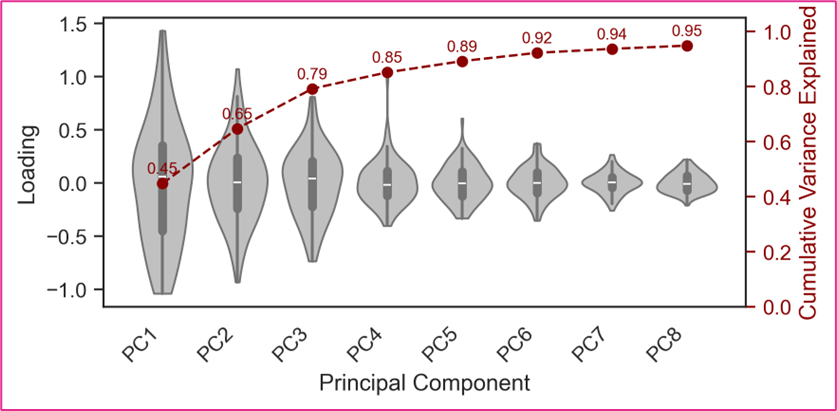 1.5
1.0
0.5
0.0
−0.5
−1.0
Loading
0.45
0.65
0.79
0.85
0.89
0.92
0.94
0.95
1.0
0.8
0.6
0.4
0.2
0.0
Cumulative Variance Explained
PC1
PC2
PC3
PC4
PC5
PC6
PC7
PC8
Principal Component